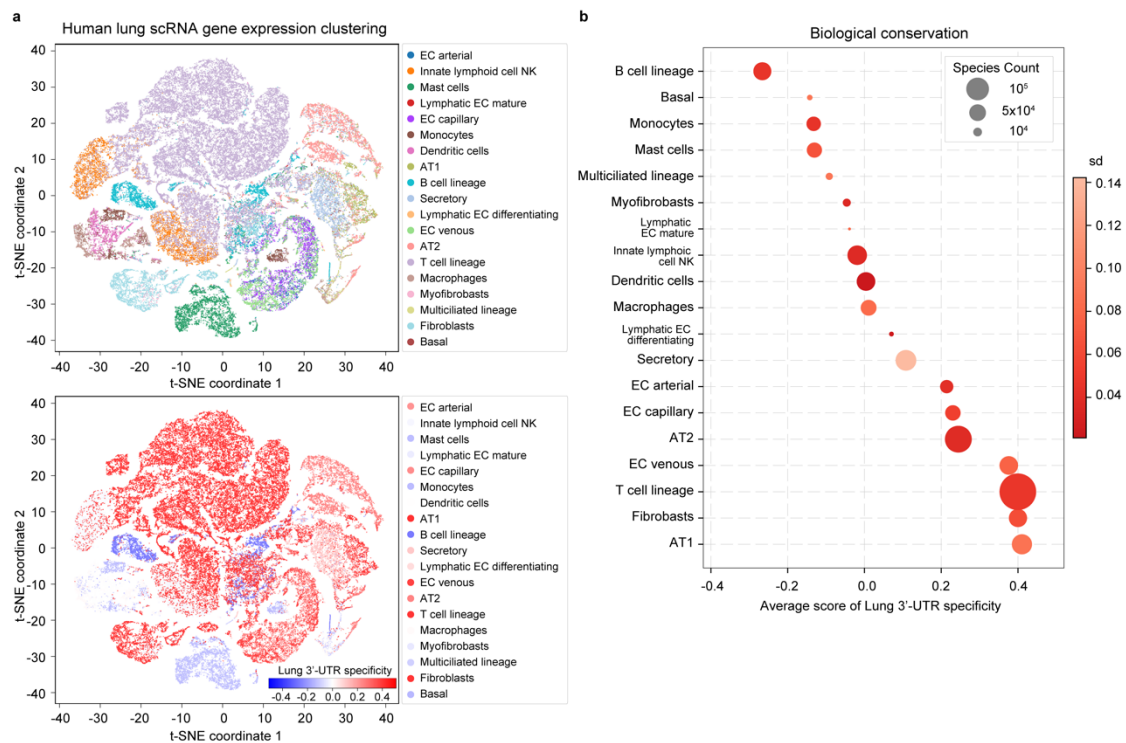 a
Human lung scRNA gene expression clustering
40
30
20
10
0
-10
-20
-30
-40
t-SNE coordinate 2
-40 -30 -20 -10 0 10 20 30 40
t-SNE coordinate 1
EC arterial
Innate lymphoid cell NK
Mast cells
Lymphatic EC mature
EC capillary
Monocytes
Dendritic cells
AT1
B cell lineage
Secretory
Lymphatic EC differentiating
EC venous
AT2
T cell lineage
Macrophages
Myofibrobasts
Multiciliated lineage
Fibroblasts
Basal
40
30
20
10
0
-10
-20
-30
-40
t-SNE coordinate 2
Lung 3'-UTR specificity
-0.4 -0.2 0.0 0.2 0.4
-40 -30 -20 -10 0 10 20 30 40
t-SNE coordinate 1
EC arterial
Innate lymphoid cell NK
Mast cells
Lymphatic EC mature
EC capillary
Monocytes
Dendritic cells
AT1
B cell lineage
Secretory
Lymphatic EC differentiating
EC venous
AT2
T cell lineage
Macrophages
Myofibrobasts
Multiciliated lineage
Fibroblasts
Basal
b
Biological conservation
B cell lineage
Basal
Monocytes
Mast cells
Multiciliated lineage
Myofibrobasts
Lymphatic
EC mature
Innate lymphoic
cell NK
Dendritic cells
Macrophages
Lymphatic EC
differentiating
Secretory
EC arterial
EC capillary
AT2
EC venous
T cell lineage
Fibrobasts
AT1
-0.4 -0.2 0.0 0.2 0.4
Average score of Lung 3'-UTR specificity
Species Count
10⁵
5x10⁴
10⁴
sd
0.14
0.12
0.10
0.08
0.06
0.04